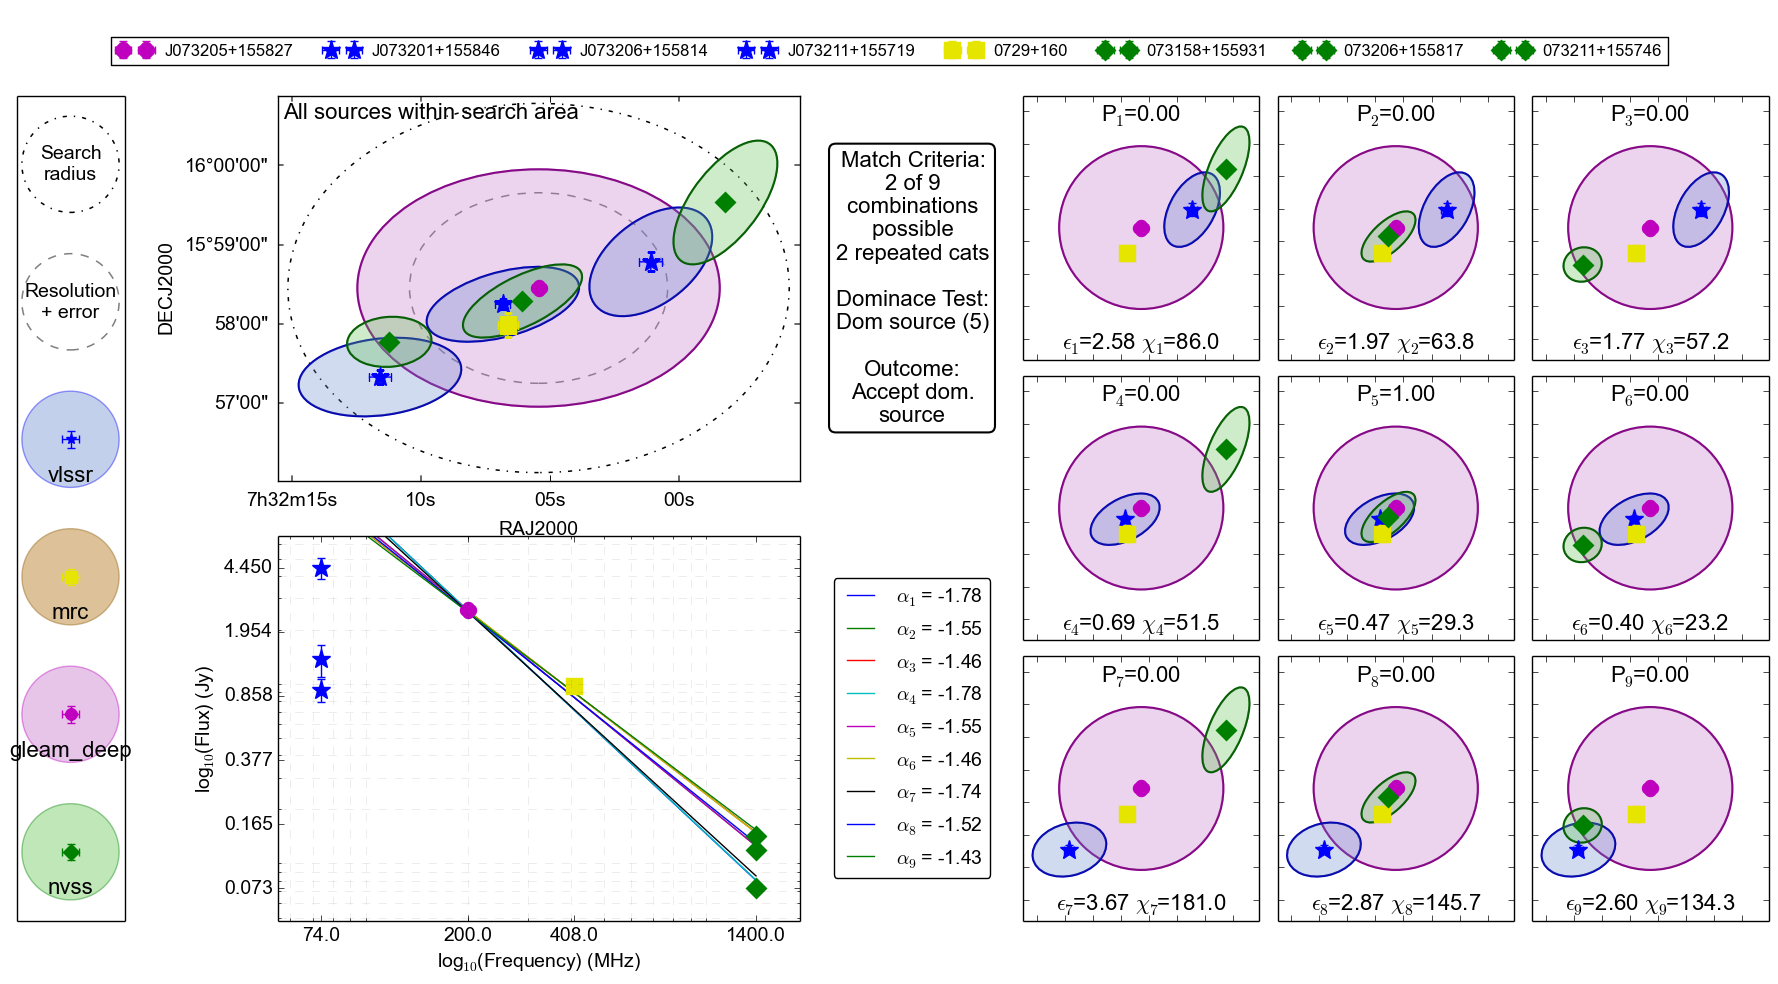 J073205+155827 J073201+155846 J073206+155814 J073211+155719 0729+160 073158+155931 073206+155817 073211+155746
Search
radius
Resolution
+ error
vlssr
mrc
gleam_deep
nvss
All sources within search area
DECJ2000
16°00'00"
15°59'00"
58'00"
57'00"
7h32m15s 10s 05s 00s
RAJ2000
Match Criteria:
2 of 9
combinations
possible
2 repeated cats
Dominace Test:
Dom source (5)
Outcome:
Accept dom.
source
log10(Flux) (Jy)
4.450
1.954
0.858
0.377
0.165
0.073
74.0 200.0 408.0 1400.0
log10(Frequency) (MHz)
α1 = -1.78
α2 = -1.55
α3 = -1.46
α4 = -1.78
α5 = -1.55
α6 = -1.46
α7 = -1.74
α8 = -1.52
α9 = -1.43
P1=0.00
ϵ1=2.58 χ1=86.0
P2=0.00
ϵ2=1.97 χ2=63.8
P3=0.00
ϵ3=1.77 χ3=57.2
P4=0.00
ϵ4=0.69 χ4=51.5
P5=1.00
ϵ5=0.47 χ5=29.3
P6=0.00
ϵ6=0.40 χ6=23.2
P7=0.00
ϵ7=3.67 χ7=181.0
P8=0.00
ϵ8=2.87 χ8=145.7
P9=0.00
ϵ9=2.60 χ9=134.3